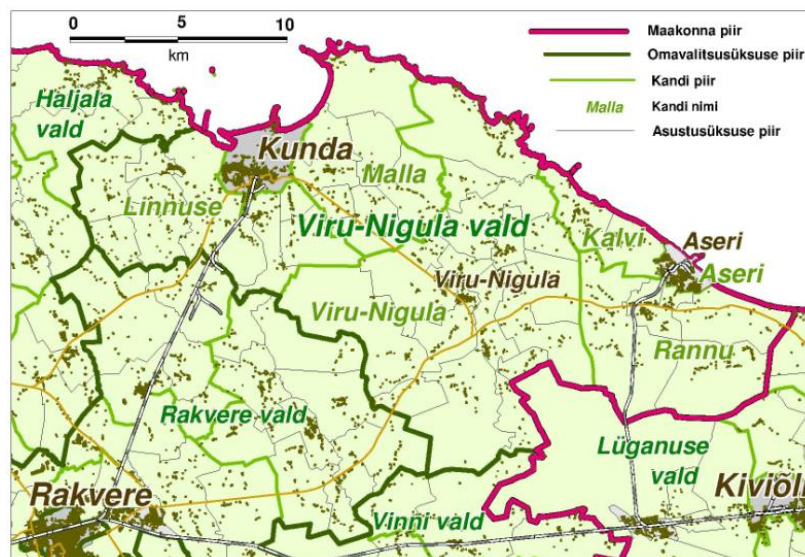 0 5 10
km
Maakonna piir
Omavalitsusüksuse piir
Kandi piir
Malla Kandi nimi
Asustusüksuse piir
Haljala
vald
Kunda
Malla
Linnuse
Viru-Nigula vald
Kalvi
Aseri
Aseri
Viru-Nigula
Viru-Nigula
Rannu
Rakvere vald
Lüganuse
vald
Rakvere
Kiviõli
Vinni vald